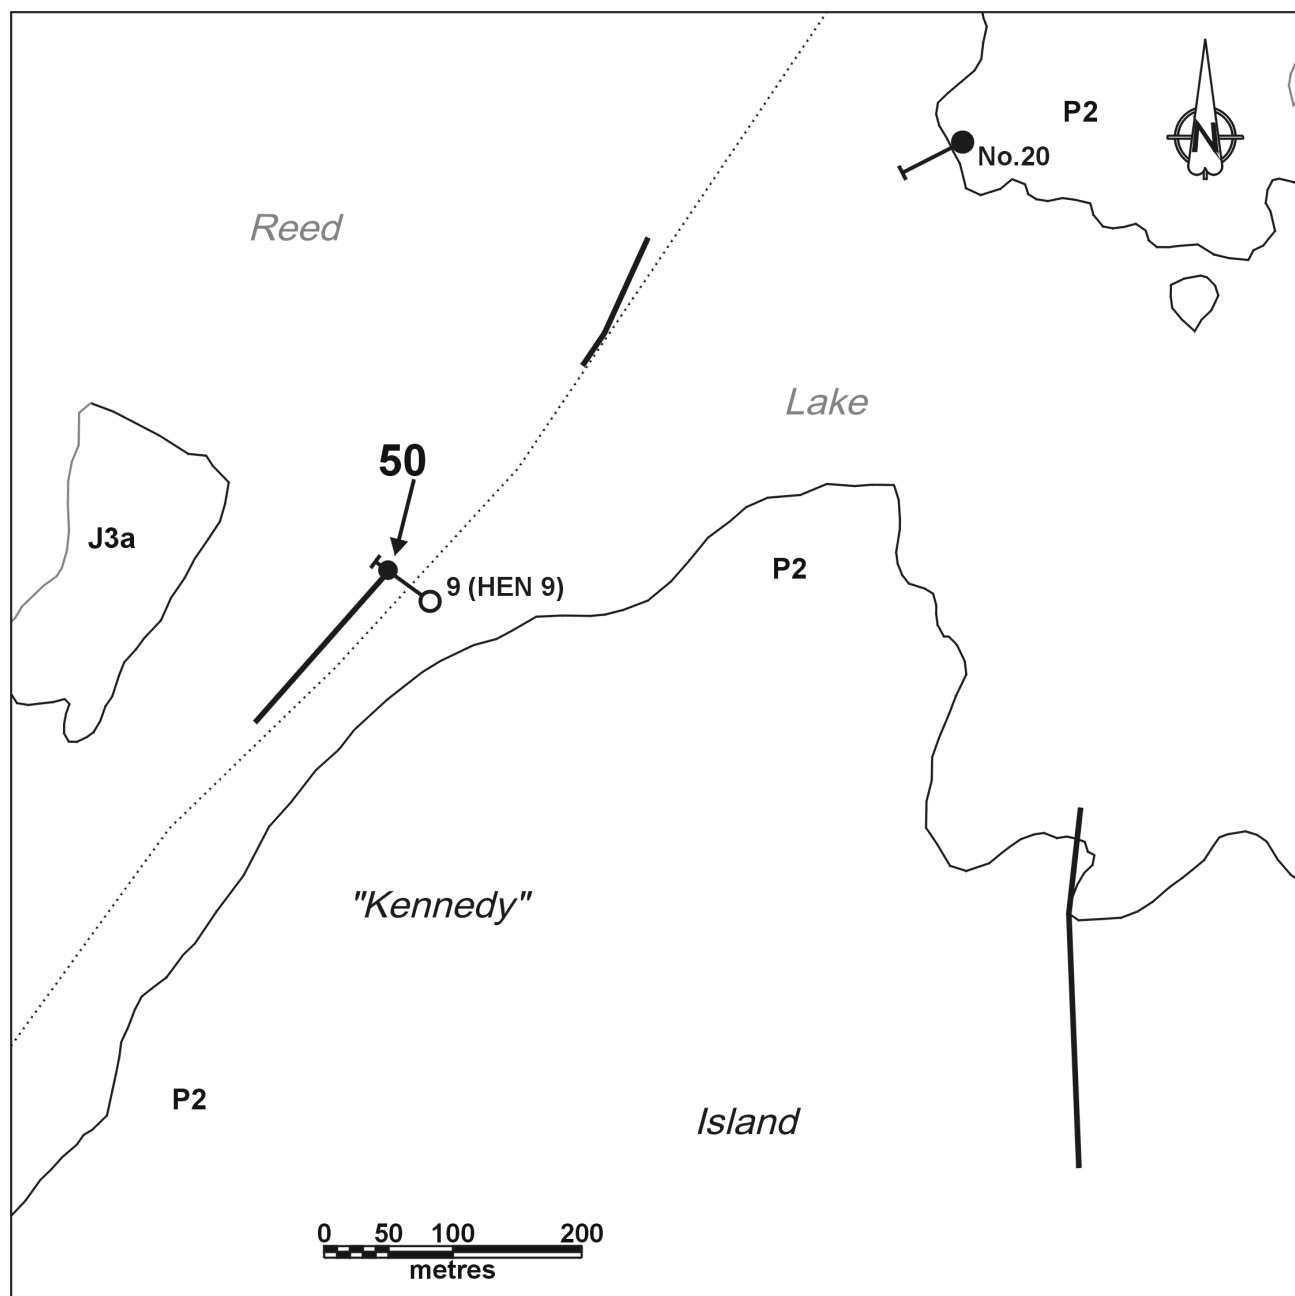 P2
N
No.20
Reed
Lake
50
J3a
P2
9 (HEN 9)
"Kennedy"
P2
Island
0 50 100 200
metres